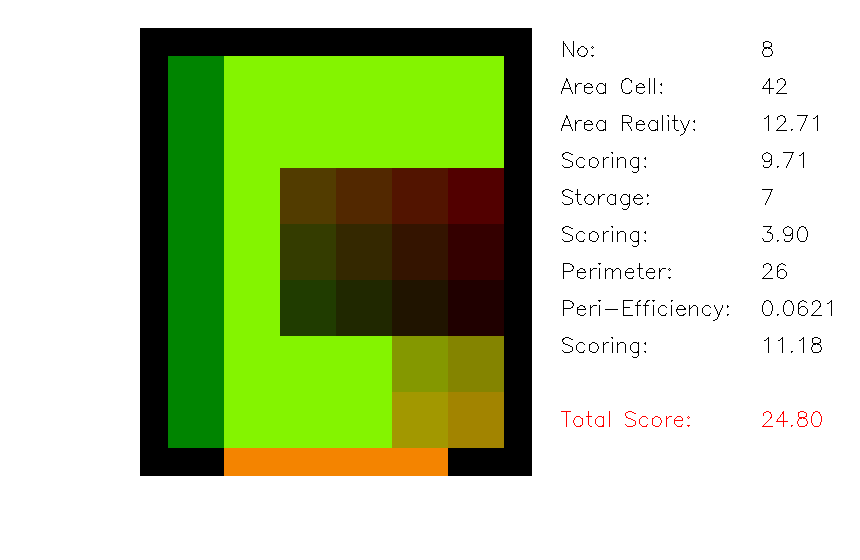 No: 8
Area Cell: 42
Area Reality: 12.71
Scoring: 9.71
Storage: 7
Scoring: 3.90
Perimeter: 26
Peri-Efficiency: 0.0621
Scoring: 11.18
Total Score: 24.80